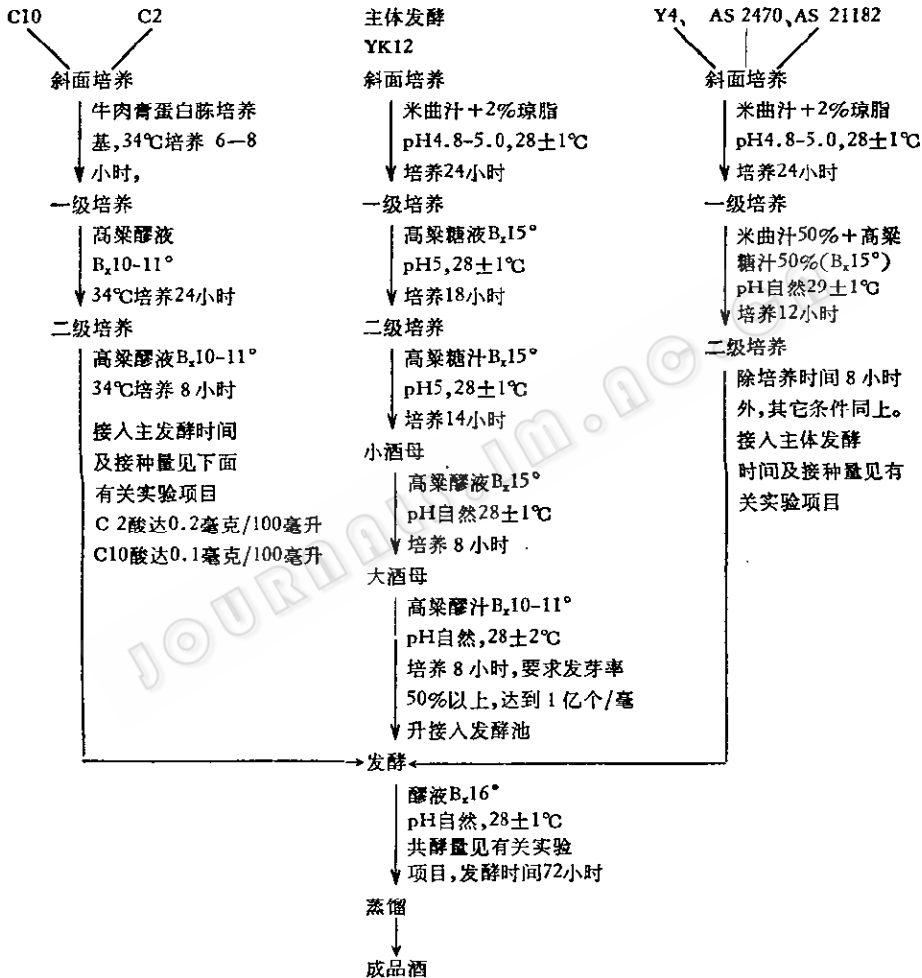 C10 C2
斜面培养
牛肉膏蛋白胨培养
基,34℃培养 6—8
小时,
一级培养
高粱醪液
Bx10-11°
34℃培养24小时
二级培养
高粱醪液Bx10-11°
34℃培养 8 小时
接入主发酵时间
及接种量见下面
有关实验项目
C 2酸达0.2毫克/100毫升
C10酸达0.1毫克/100毫升
主体发酵
YK12
斜面培养
米曲汁+2%琼脂
pH4.8-5.0,28±1℃
培养24小时
一级培养
高粱糖液Bx15°
pH5,28±1℃
培养18小时
二级培养
高粱糖汁Bx15°
pH5,28±1℃
培养14小时
小酒母
高粱醪液Bx15°
pH自然28±1℃
培养 8 小时
大酒母
高粱醪汁Bx10-11°
pH自然,28±2℃
培养 8 小时,要求发芽率
50%以上,达到 1 亿个/毫
升接入发酵池
Y4、 AS 2470、AS 21182
斜面培养
米曲汁+2%琼脂
pH4.8-5.0,28±1℃
培养24小时
一级培养
米曲汁50%+高粱
糖汁50%(Bx15°)
pH自然29±1℃
培养12小时
二级培养
除培养时间 8 小时
外,其它条件同上。
接入主体发酵
时间及接种量见有
关实验项目
发酵
醪液Bx16°
pH自然,28±1℃
共酵量见有关实验
项目,发酵时间72小时
蒸馏
成品酒
JOURNALS.IM.AC.CN